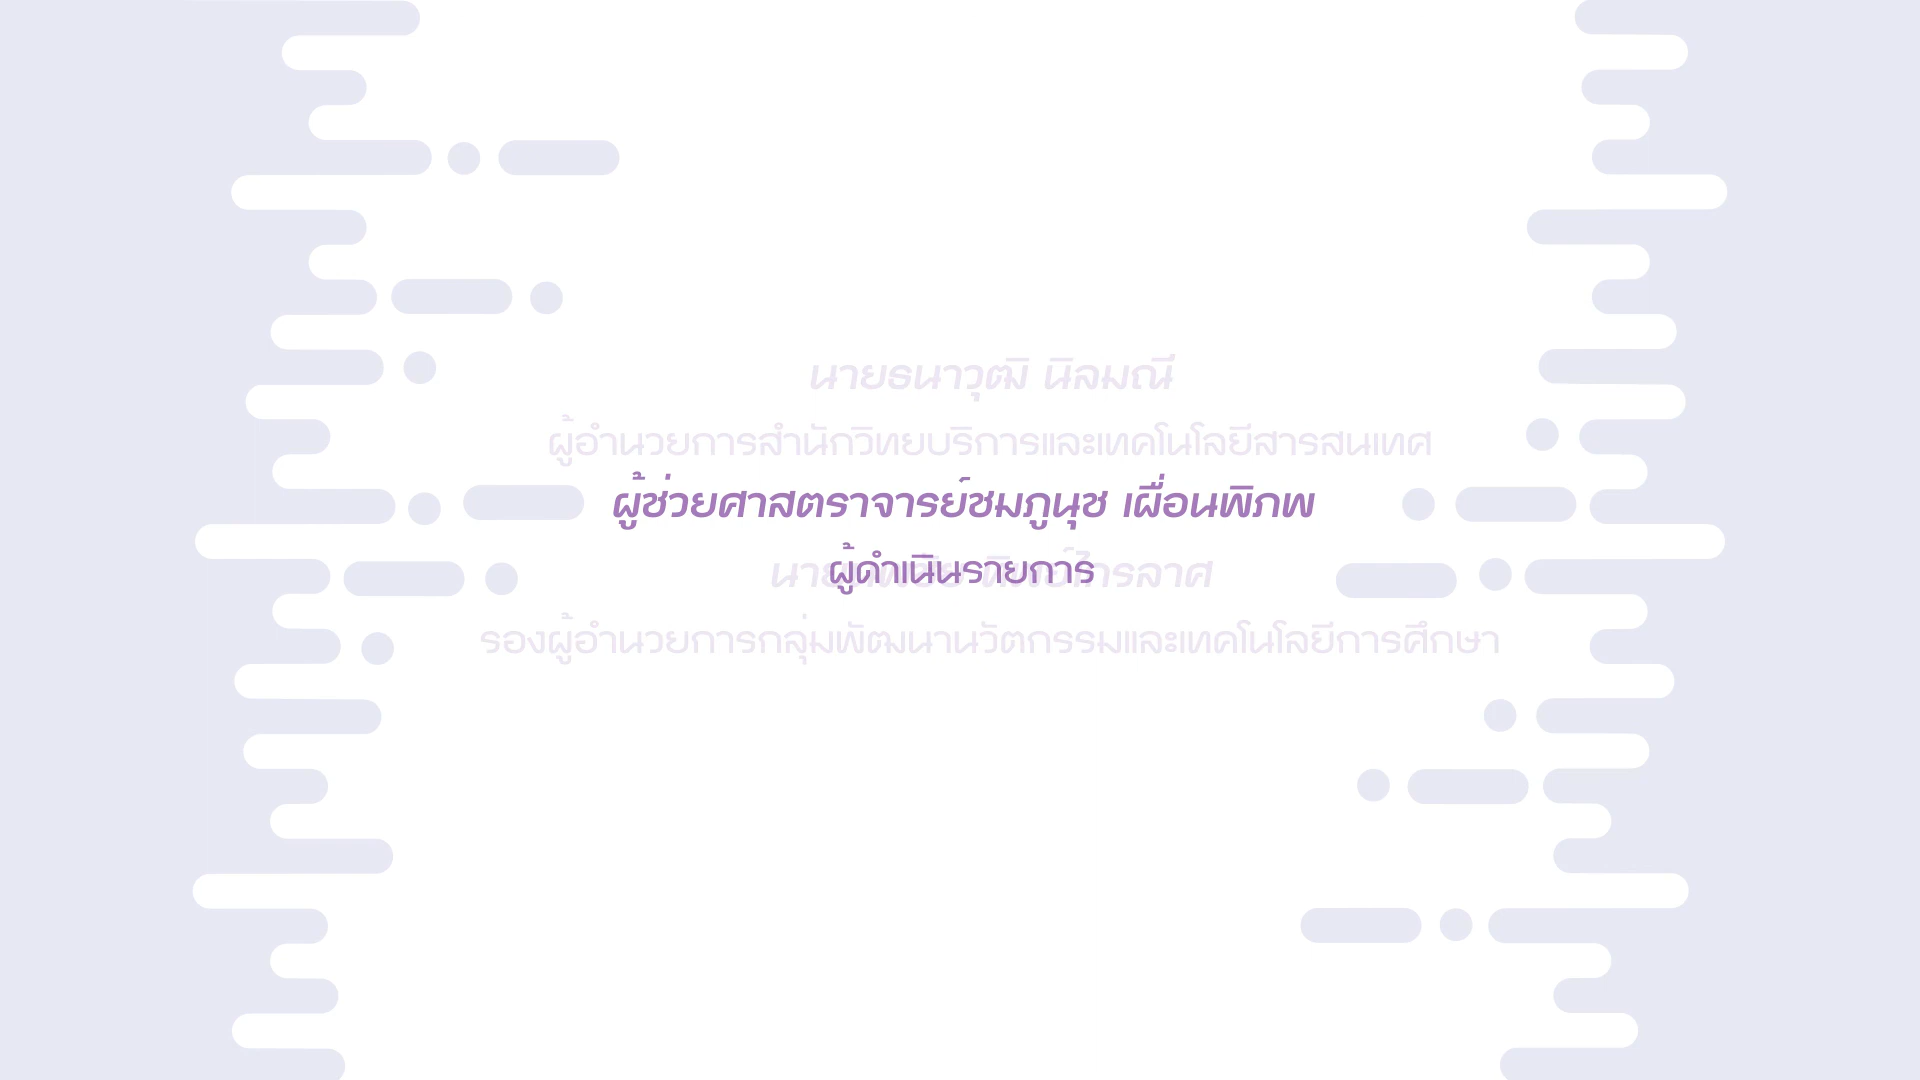 นายธนาวุฒิ นิลมณี
ผู้อำนวยการสำนักวิทยบริการและเทคโนโลยีสารสนเทศ
ผู้ช่วยศาสตราจารย์ชมภูนุช เผื่อนพิภพ
ผู้ดำเนินรายการ
รองผู้อำนวยการกลุ่มพัฒนานวัตกรรมและเทคโนโลยีการศึกษา